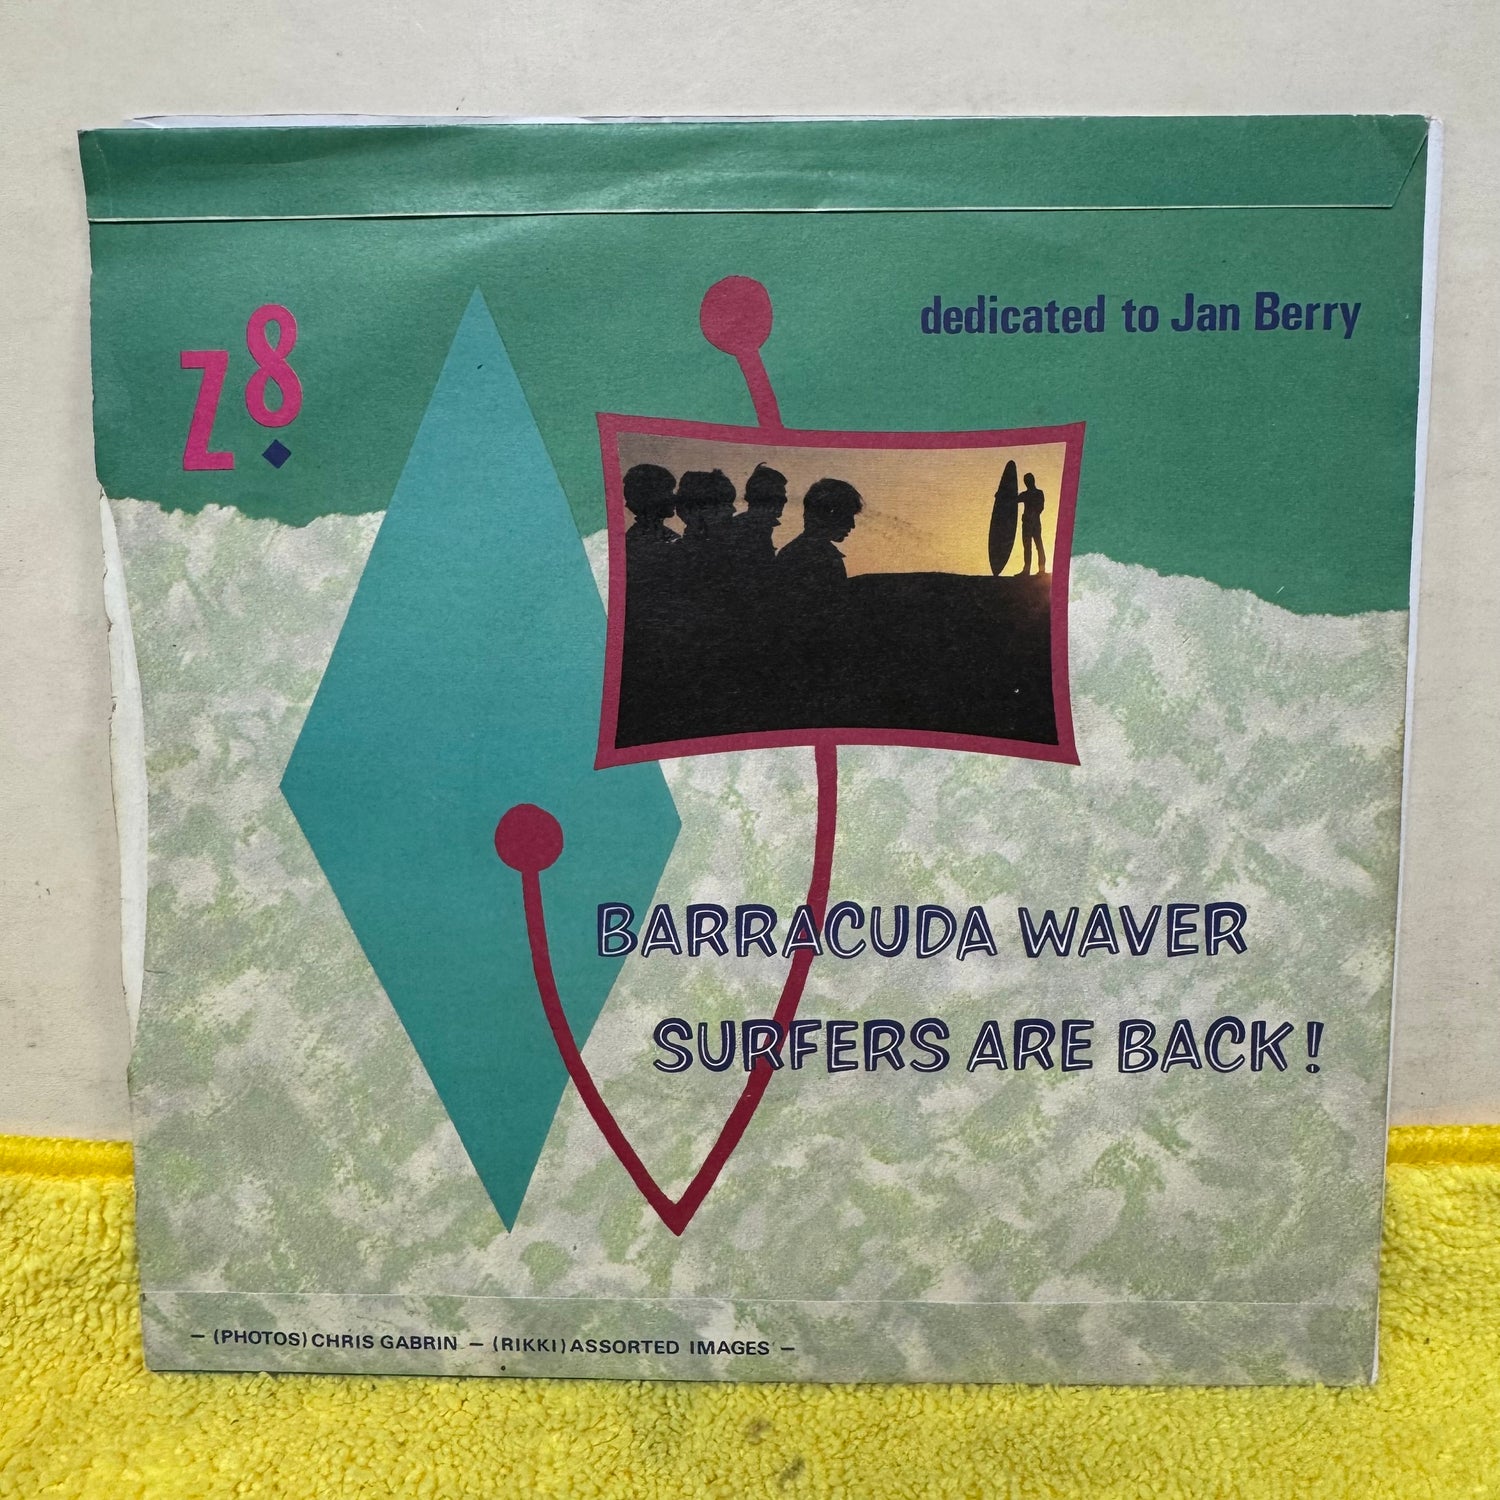 Z8
dedicated to Jan Berry
BARRACUDA WAVER
SURFERS ARE BACK!
– (PHOTOS) CHRIS GABRIN – (RIKKI) ASSORTED IMAGES –